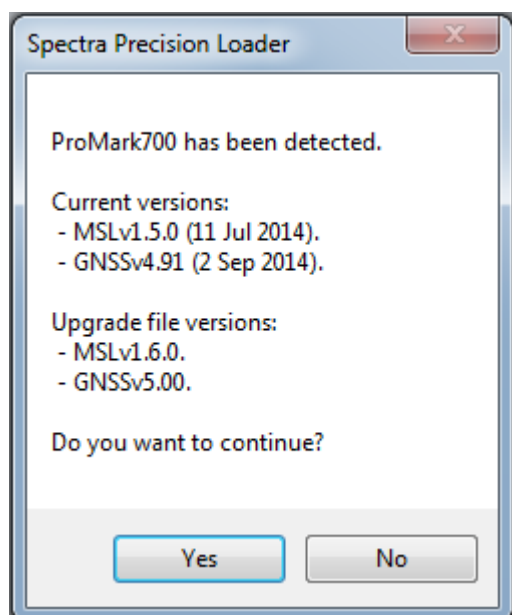 Spectra Precision Loader
ProMark700 has been detected.
Current versions:
- MSLv1.5.0 (11 Jul 2014).
- GNSSv4.91 (2 Sep 2014).
Upgrade file versions:
- MSLv1.6.0.
- GNSSv5.00.
Do you want to continue?
Yes
No